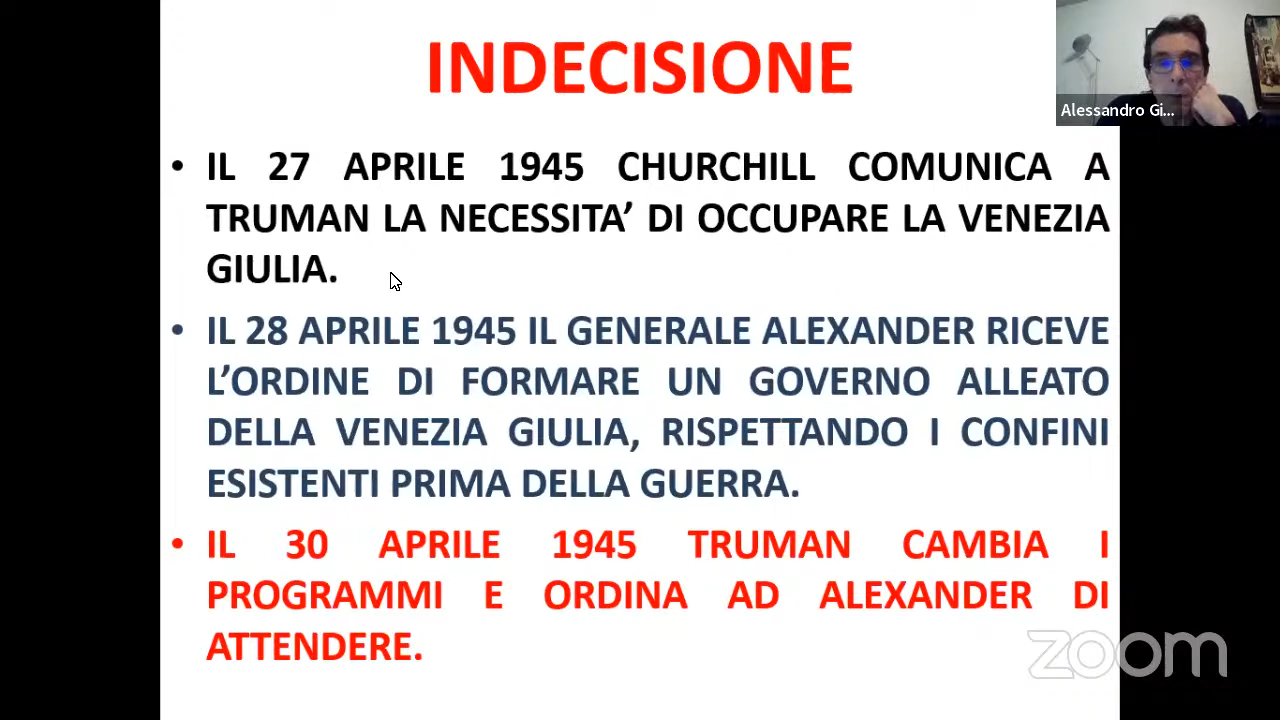 INDECISIONE
Alessandro Gi...
• IL 27 APRILE 1945 CHURCHILL COMUNICA A
TRUMAN LA NECESSITA’ DI OCCUPARE LA VENEZIA
GIULIA.
• IL 28 APRILE 1945 IL GENERALE ALEXANDER RICEVE
L’ORDINE DI FORMARE UN GOVERNO ALLEATO
DELLA VENEZIA GIULIA, RISPETTANDO I CONFINI
ESISTENTI PRIMA DELLA GUERRA.
• IL 30 APRILE 1945 TRUMAN CAMBIA I
PROGRAMMI E ORDINA AD ALEXANDER DI
ATTENDERE.
zoom